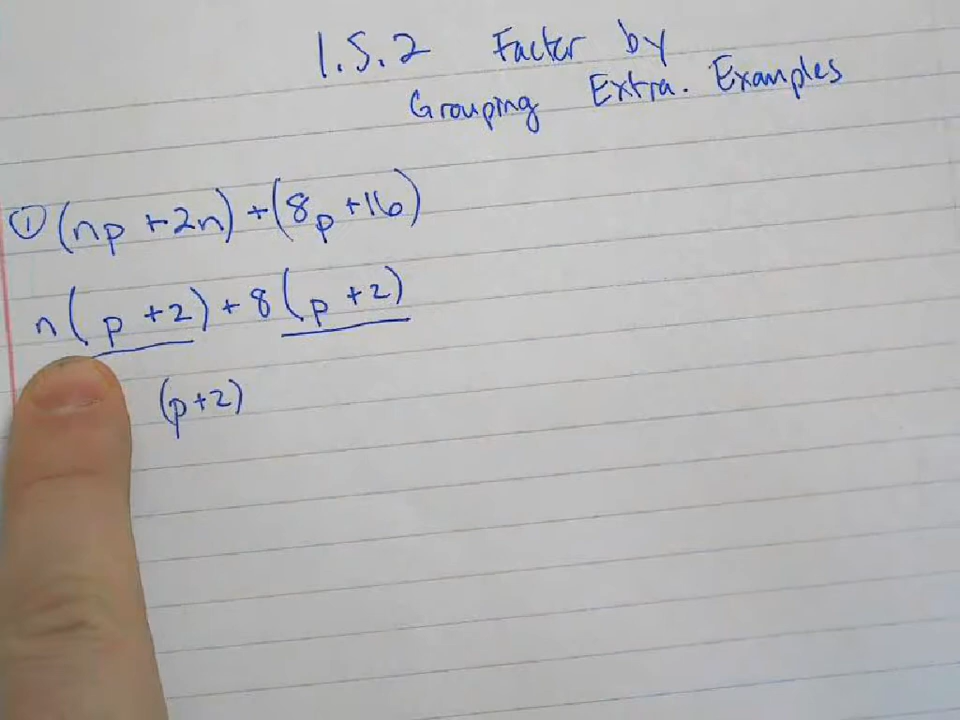 1.5.2 Factor by
Grouping Extra. Examples
① (np + 2n) + (8p + 16)
n(p + 2) + 8(p + 2)
(p + 2)